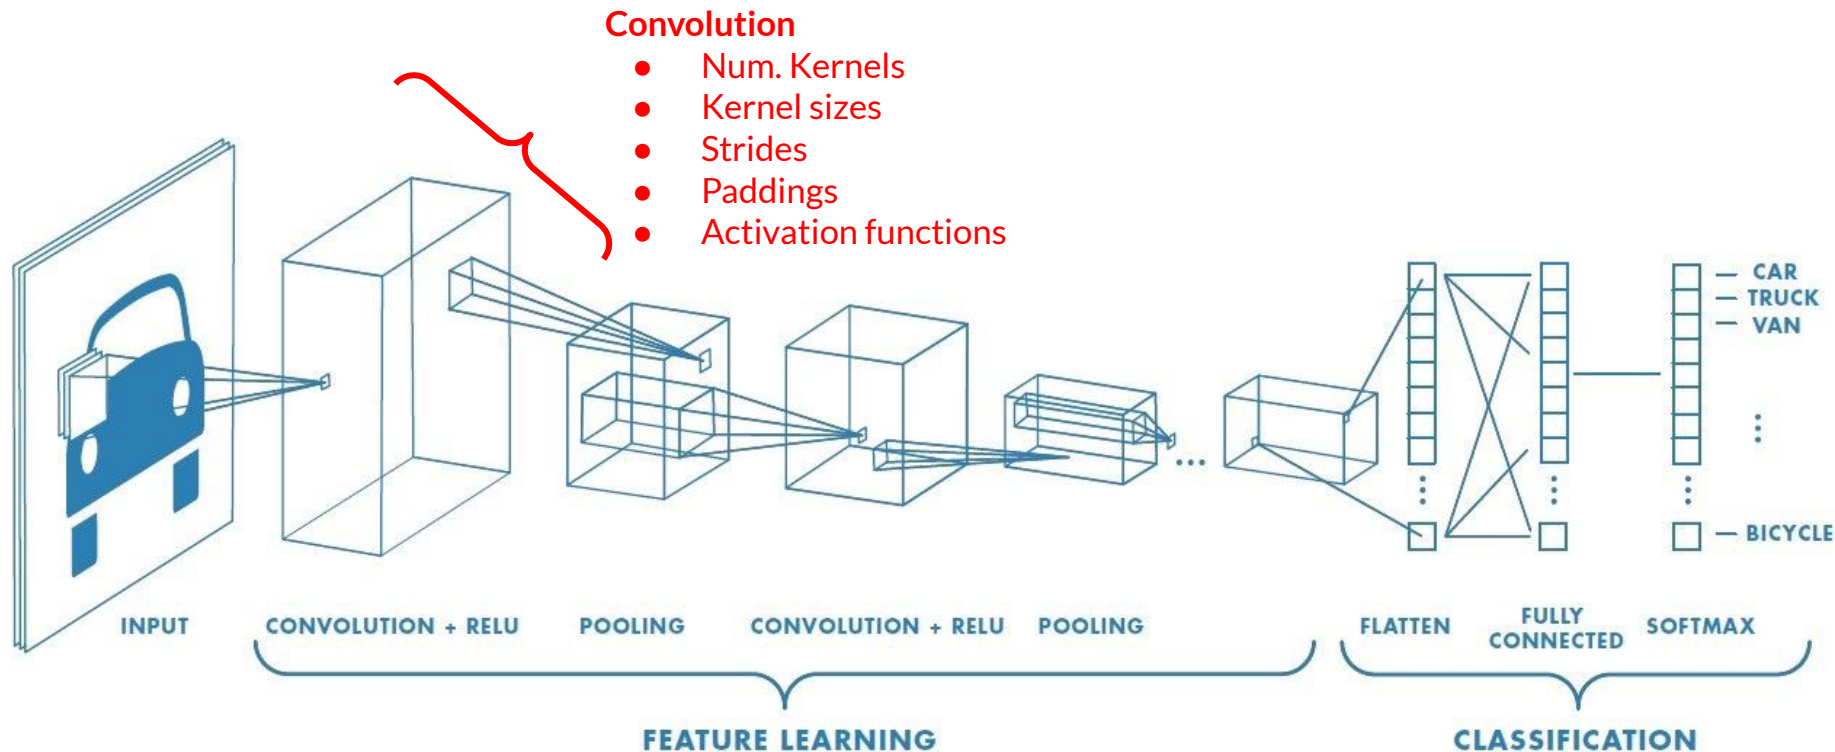 Convolution
● Num. Kernels
● Kernel sizes
● Strides
● Paddings
● Activation functions
CAR
TRUCK
VAN
BICYCLE
INPUT
CONVOLUTION + RELU
POOLING
CONVOLUTION + RELU
POOLING
FLATTEN
FULLY
CONNECTED
SOFTMAX
FEATURE LEARNING
CLASSIFICATION